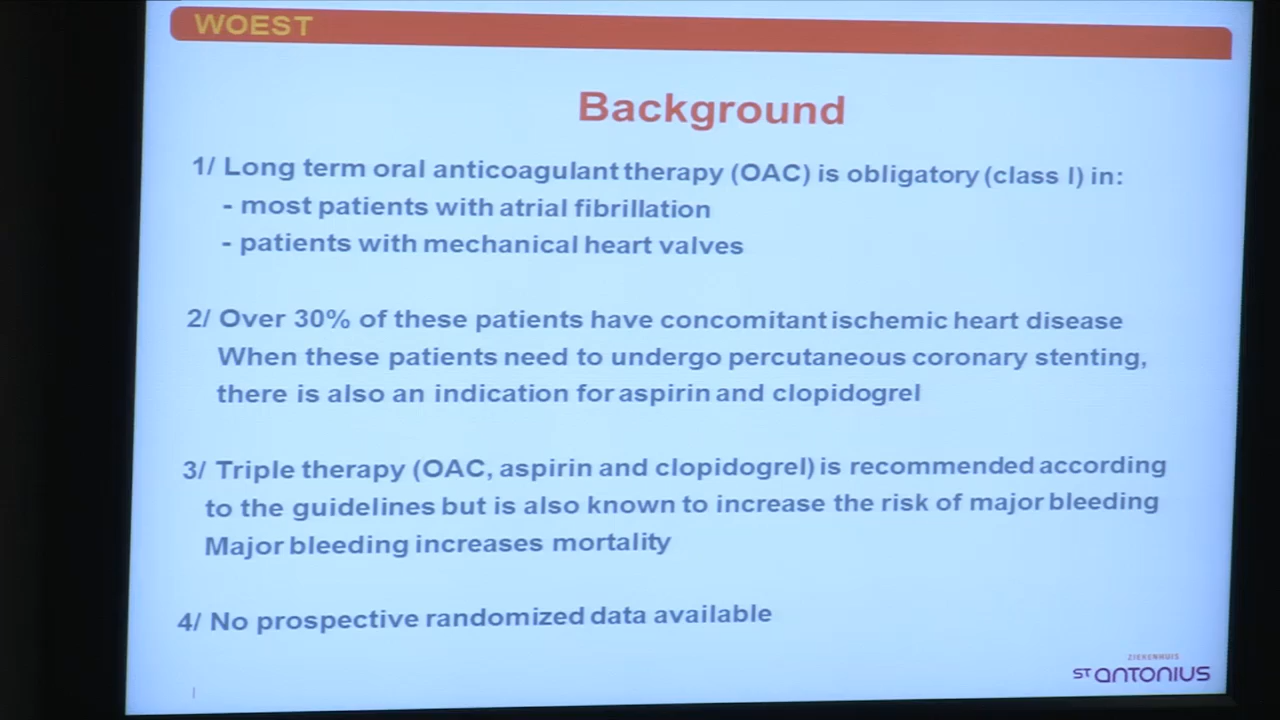 WOEST
Background
1/ Long term oral anticoagulant therapy (OAC) is obligatory (class I) in:
- most patients with atrial fibrillation
- patients with mechanical heart valves
2/ Over 30% of these patients have concomitant ischemic heart disease
When these patients need to undergo percutaneous coronary stenting,
there is also an indication for aspirin and clopidogrel
3/ Triple therapy (OAC, aspirin and clopidogrel) is recommended according
to the guidelines but is also known to increase the risk of major bleeding
Major bleeding increases mortality
4/ No prospective randomized data available
ZIEKENHUIS
ST ANTONIUS